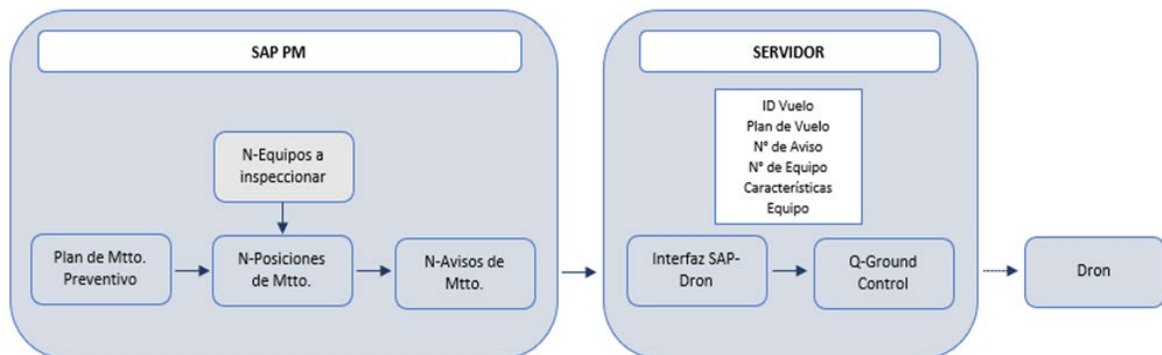 SAP PM
N-Equipos a
inspeccionar
Plan de Mtto.
Preventivo
N-Posiciones
de Mtto.
N-Avisos de
Mtto.
SERVIDOR
ID Vuelo
Plan de Vuelo
N° de Aviso
N° de Equipo
Características
Equipo
Interfaz SAP-
Dron
Q-Ground
Control
Dron